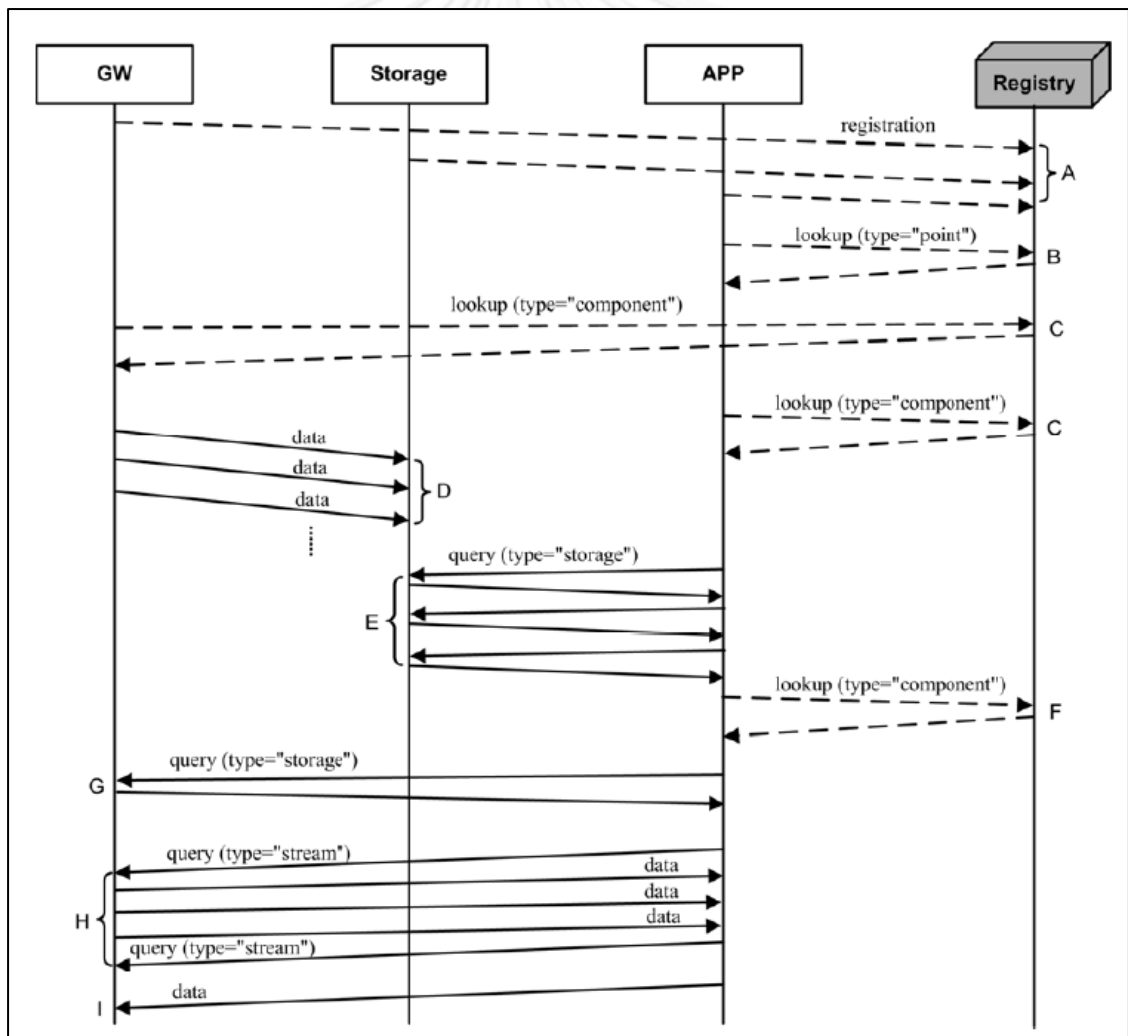 GW
Storage
APP
Registry
registration
A
lookup (type="point")
B
lookup (type="component")
C
lookup (type="component")
C
data
data
D
data
query (type="storage")
E
lookup (type="component")
F
query (type="storage")
G
query (type="stream")
data
data
H
data
query (type="stream")
data
I